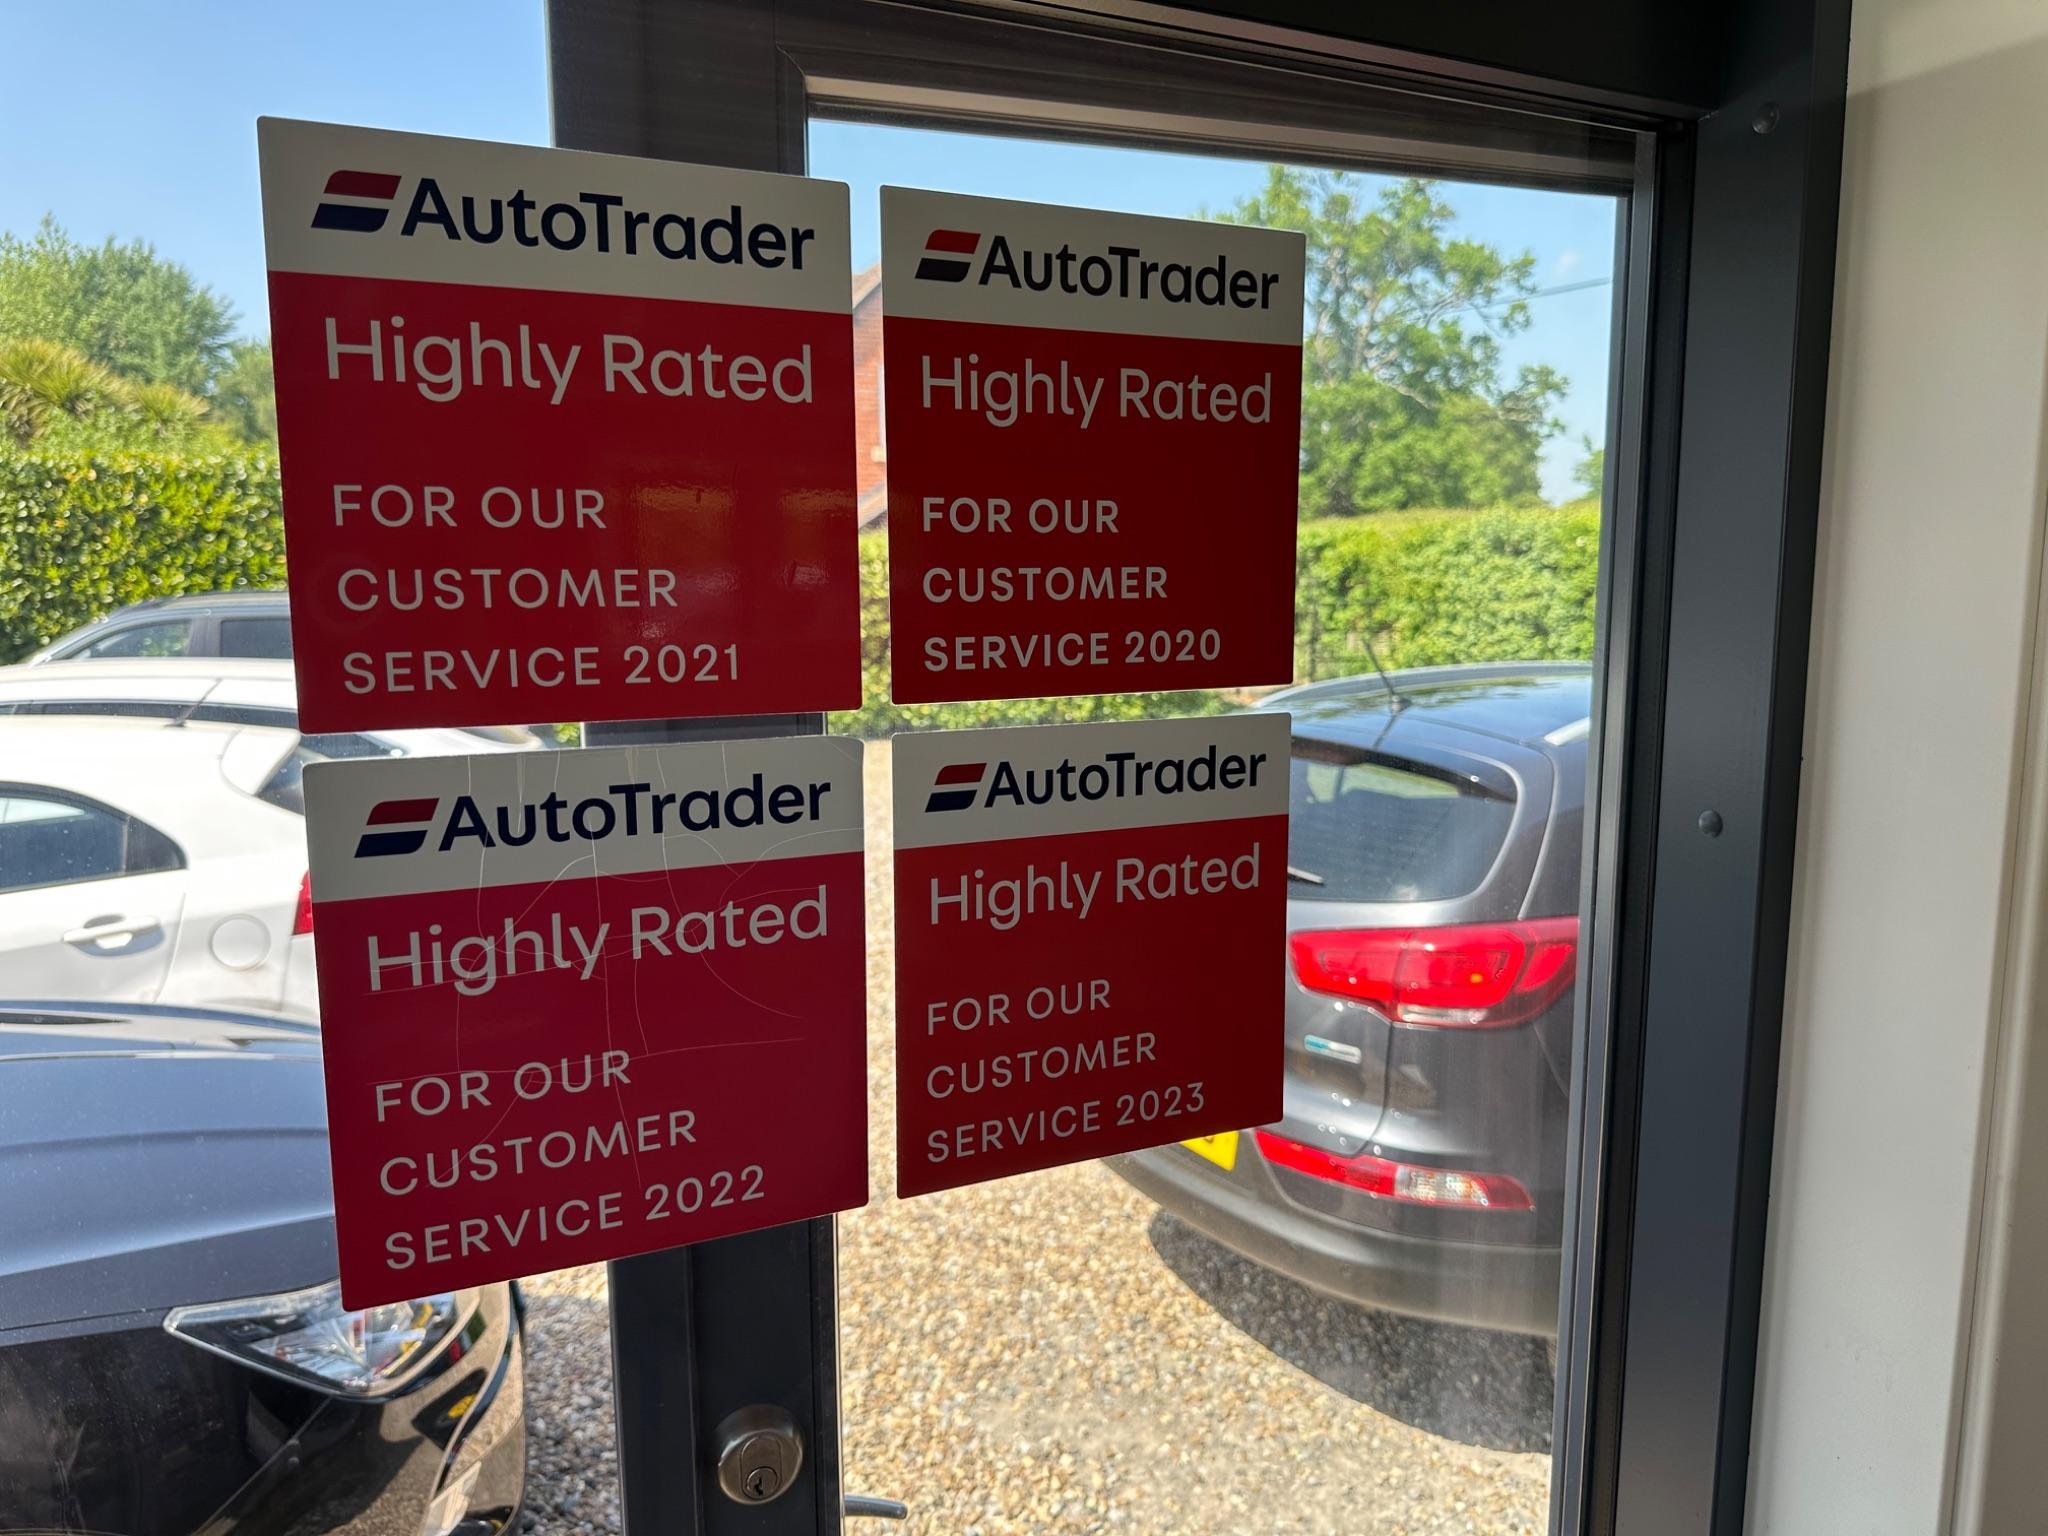 AutoTrader
Highly Rated
FOR OUR
CUSTOMER
SERVICE 2021
AutoTrader
Highly Rated
FOR OUR
CUSTOMER
SERVICE 2020
AutoTrader
Highly Rated
FOR OUR
CUSTOMER
SERVICE 2022
AutoTrader
Highly Rated
FOR OUR
CUSTOMER
SERVICE 2023